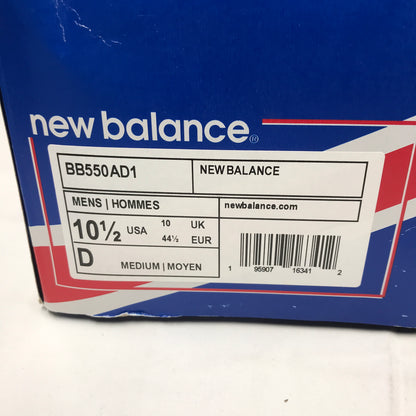 new balance®
BB550AD1 NEW BALANCE
MENS | HOMMES newbalance.com
10½ USA 10 UK
44½ EUR
D MEDIUM | MOYEN
1 95907 16341 2